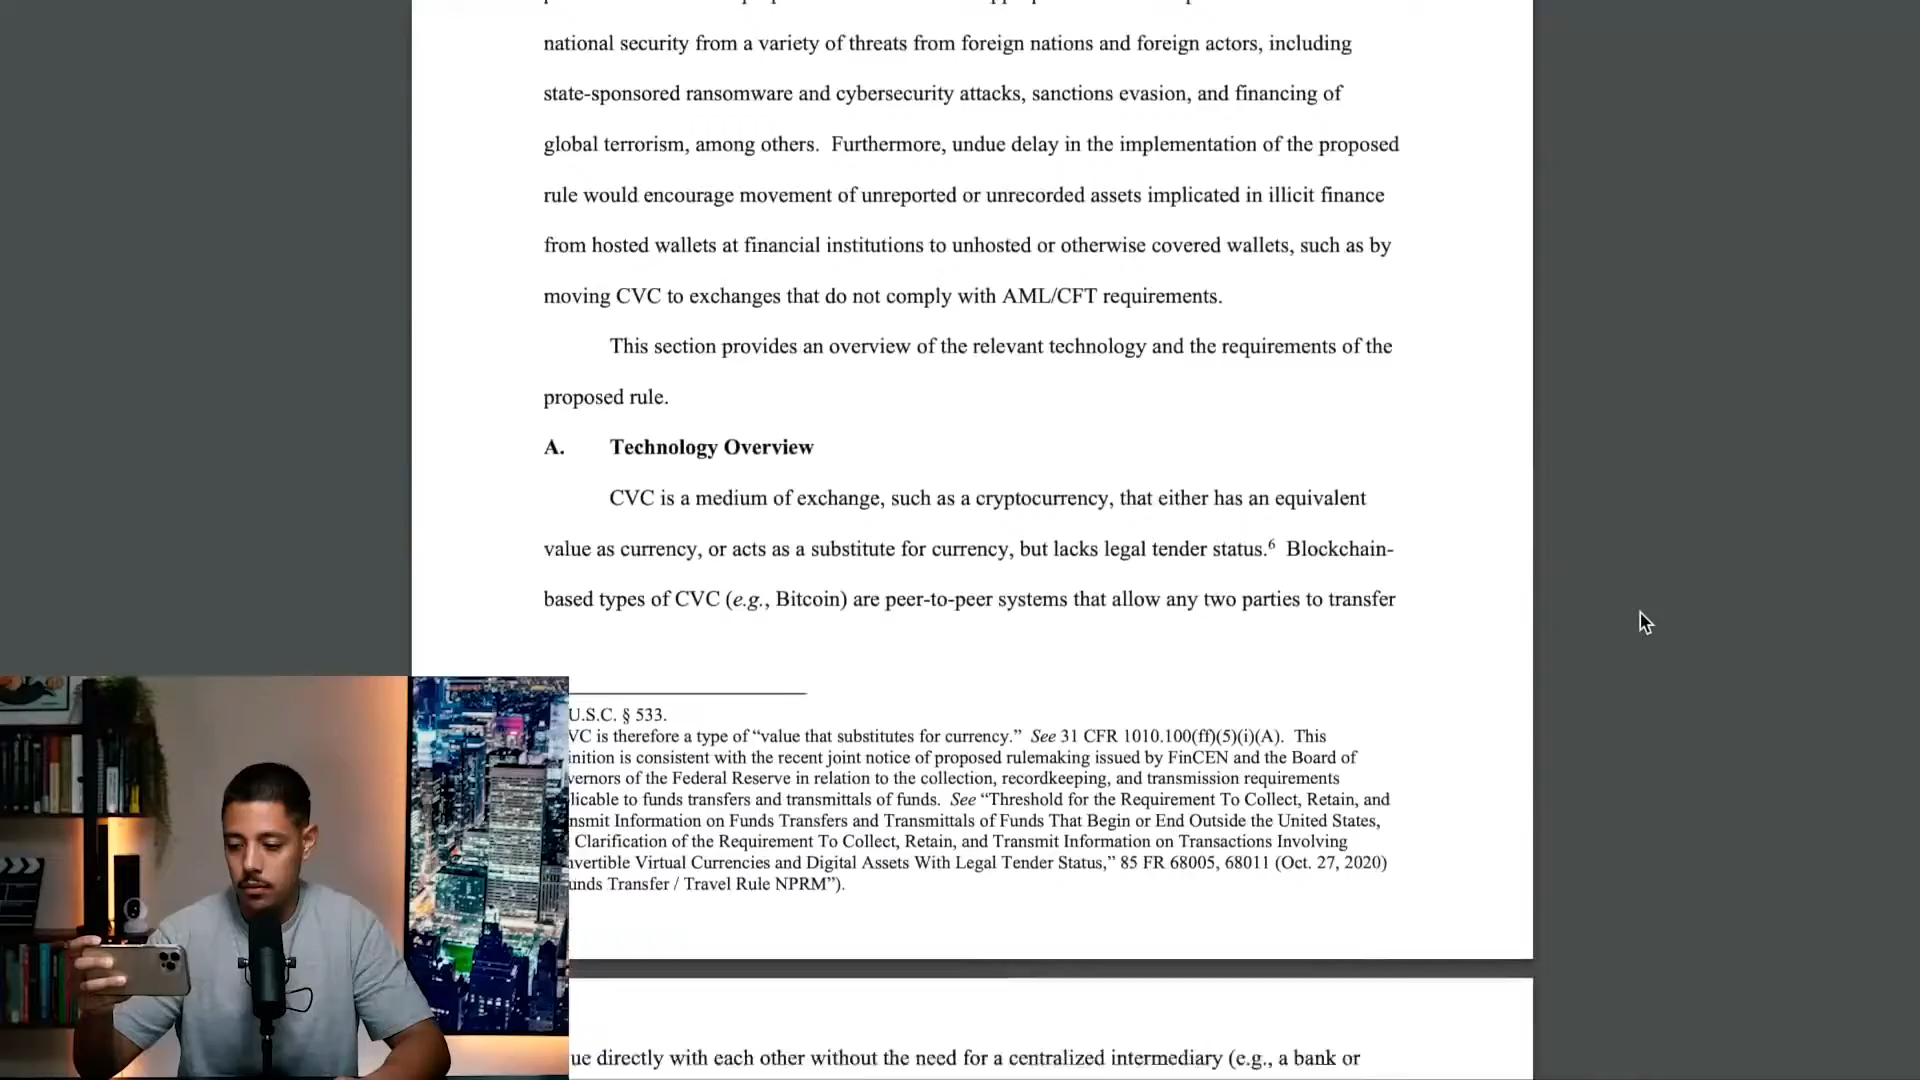 national security from a variety of threats from foreign nations and foreign actors, including
state-sponsored ransomware and cybersecurity attacks, sanctions evasion, and financing of
global terrorism, among others.  Furthermore, undue delay in the implementation of the proposed
rule would encourage movement of unreported or unrecorded assets implicated in illicit finance
from hosted wallets at financial institutions to unhosted or otherwise covered wallets, such as by
moving CVC to exchanges that do not comply with AML/CFT requirements.
This section provides an overview of the relevant technology and the requirements of the
proposed rule.
A. Technology Overview
CVC is a medium of exchange, such as a cryptocurrency, that either has an equivalent
value as currency, or acts as a substitute for currency, but lacks legal tender status.⁶  Blockchain-
based types of CVC (e.g., Bitcoin) are peer-to-peer systems that allow any two parties to transfer
U.S.C. § 533.
VC is therefore a type of “value that substitutes for currency.”  See 31 CFR 1010.100(ff)(5)(i)(A).  This
inition is consistent with the recent joint notice of proposed rulemaking issued by FinCEN and the Board of
vernors of the Federal Reserve in relation to the collection, recordkeeping, and transmission requirements
licable to funds transfers and transmittals of funds.  See “Threshold for the Requirement To Collect, Retain, and
nsmit Information on Funds Transfers and Transmittals of Funds That Begin or End Outside the United States,
Clarification of the Requirement To Collect, Retain, and Transmit Information on Transactions Involving
nvertible Virtual Currencies and Digital Assets With Legal Tender Status,” 85 FR 68005, 68011 (Oct. 27, 2020)
unds Transfer / Travel Rule NPRM”).
ue directly with each other without the need for a centralized intermediary (e.g., a bank or